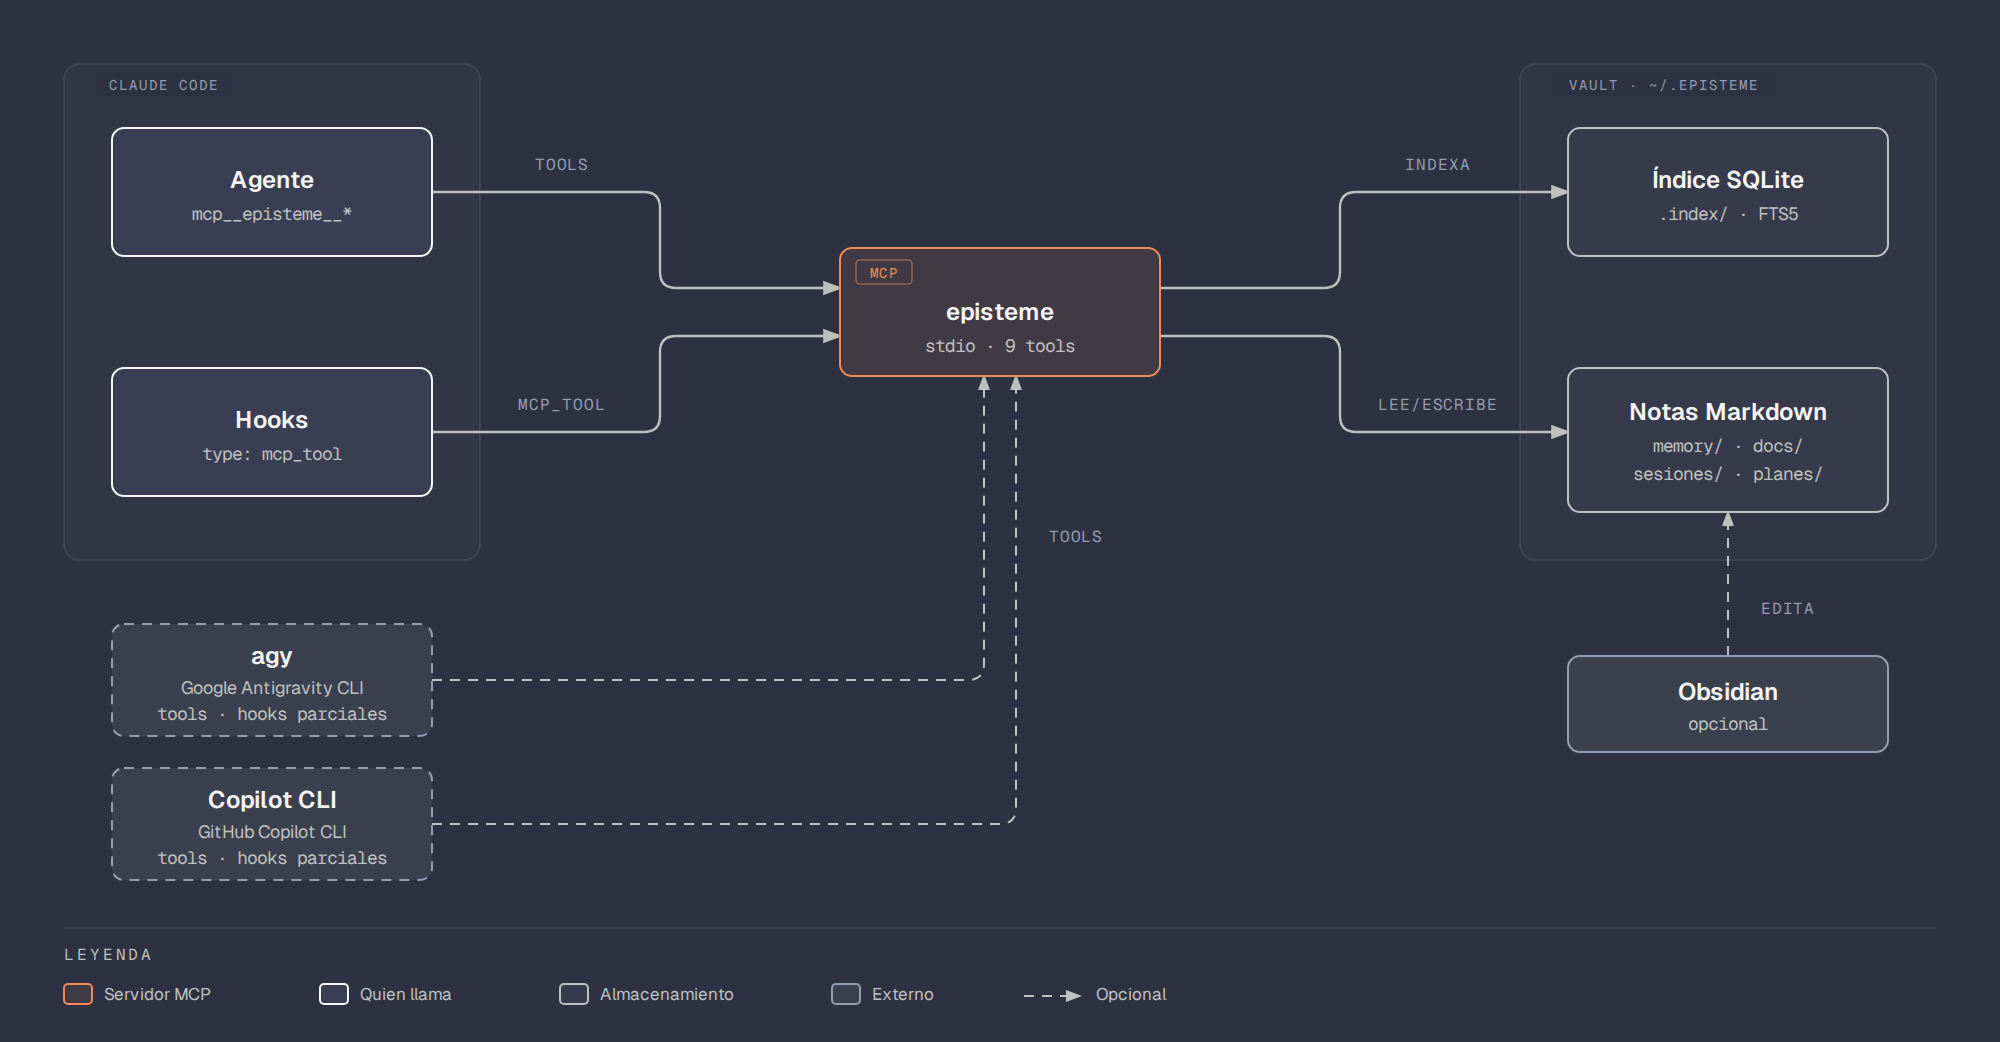 CLAUDE CODE
Agente
mcp__episteme__*
Hooks
type: mcp_tool
TOOLS
MCP_TOOL
MCP
episteme
stdio · 9 tools
TOOLS
INDEXA
LEE/ESCRIBE
VAULT · ~/.EPISTEME
Índice SQLite
.index/ · FTS5
Notas Markdown
memory/ · docs/
sesiones/ · planes/
EDITA
Obsidian
opcional
agy
Google Antigravity CLI
tools · hooks parciales
Copilot CLI
GitHub Copilot CLI
tools · hooks parciales
LEYENDA
Servidor MCP
Quien llama
Almacenamiento
Externo
Opcional